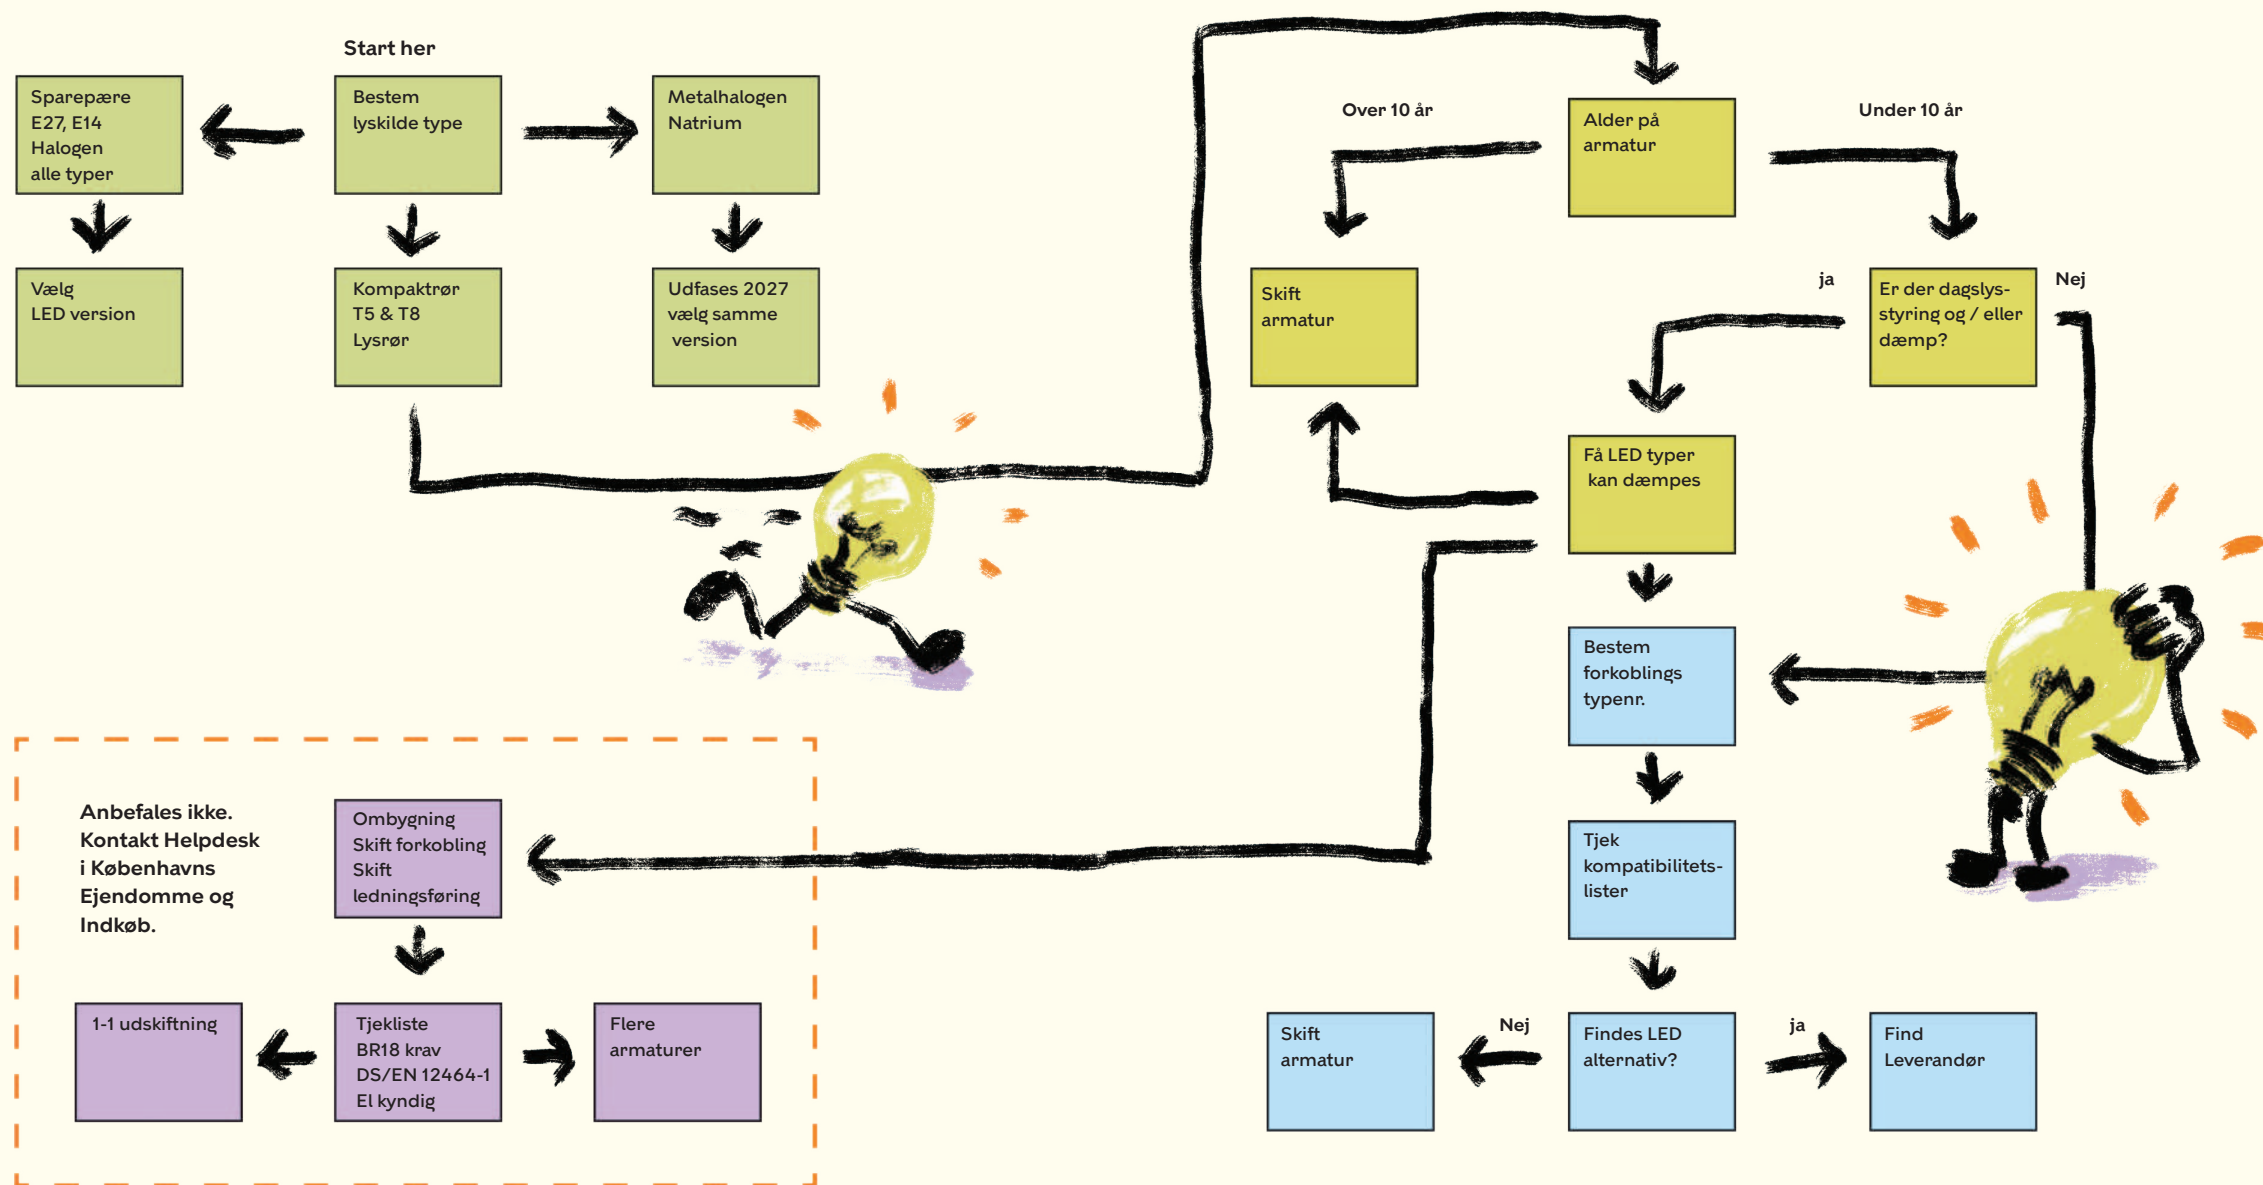 Start her
Sparepære
E27, E14
Halogen
alle typer
Bestem
lyskilde type
Metalhalogen
Natrium
Vælg
LED version
Kompaktrør
T5 & T8
Lysrør
Udfases 2027
vælg samme
version
Over 10 år
Alder på
armatur
Under 10 år
Skift
armatur
ja
Er der dagslys-
styring og / eller
dæmp?
Nej
Få LED typer
kan dæmpes
Bestem
forkoblings
typenr.
Tjek
kompatibilitets-
lister
Skift
armatur
Nej
Findes LED
alternativ?
ja
Find
Leverandør
Anbefales ikke.
Kontakt Helpdesk
i Københavns
Ejendomme og
Indkøb.
Ombygning
Skift forkobling
Skift
ledningsføring
1-1 udskiftning
Tjekliste
BR18 krav
DS/EN 12464-1
El kyndig
Flere
armaturer